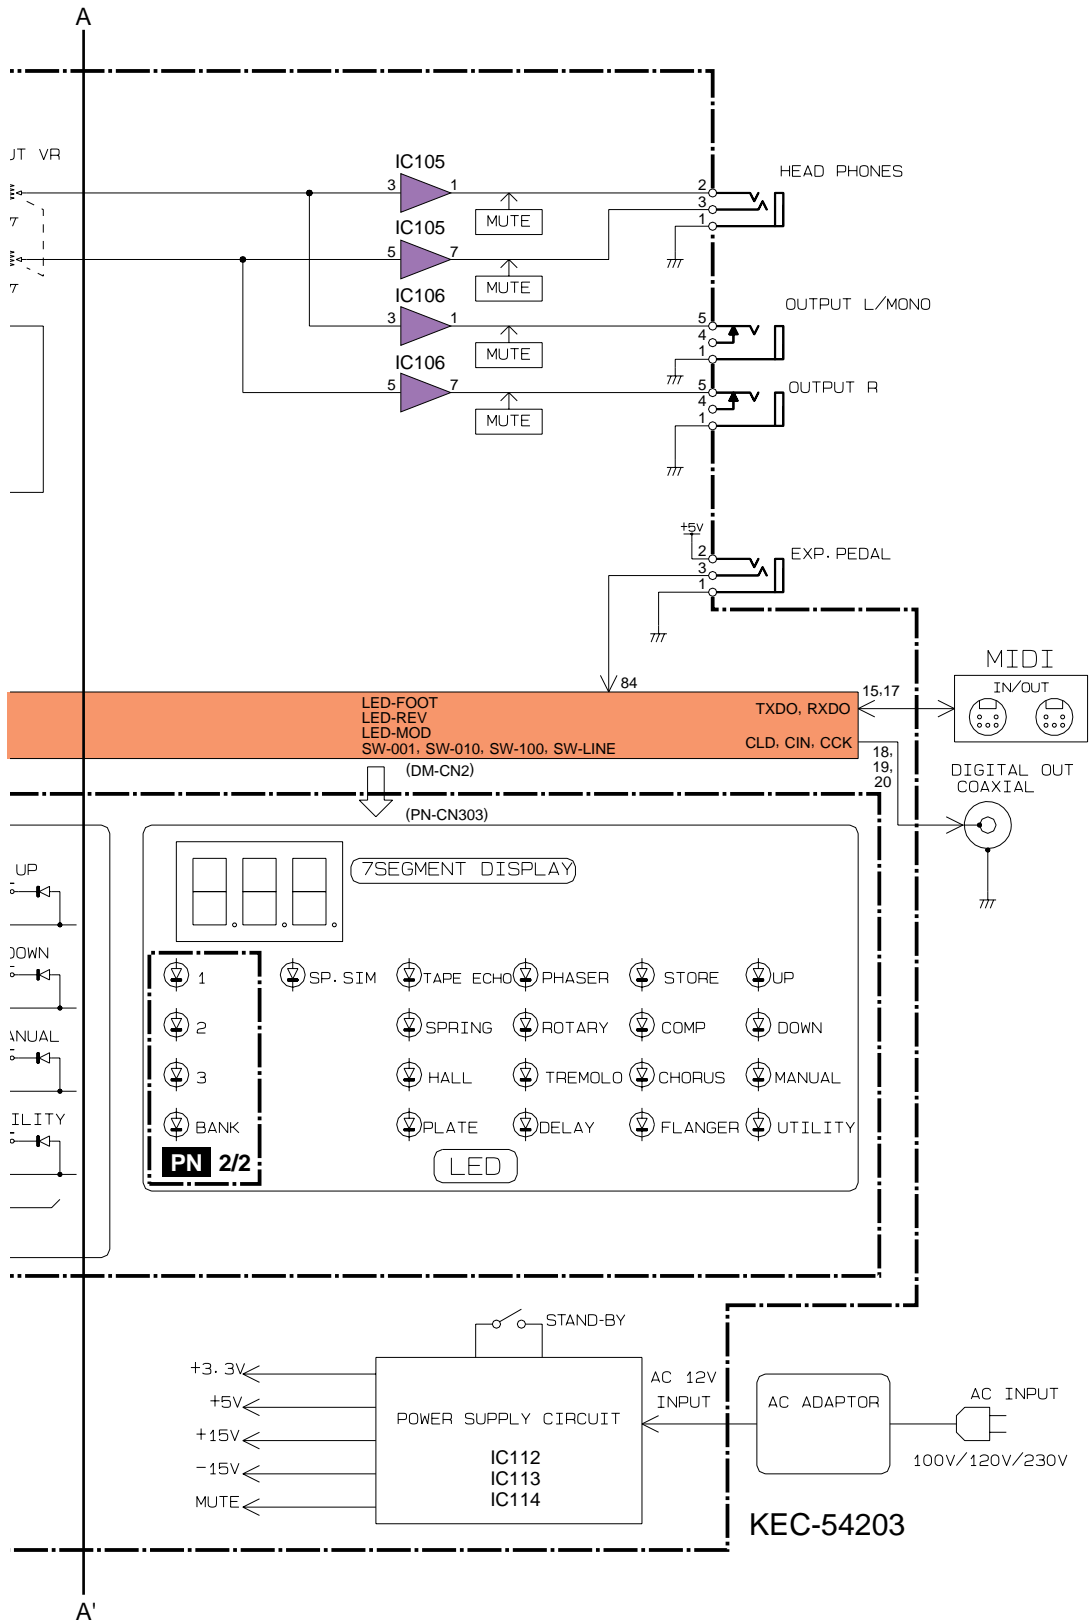 A
UT VR
IC105
3
1
MUTE
2
3
1
HEAD PHONES
IC105
5
7
MUTE
IC106
3
1
MUTE
5
4
1
OUTPUT L/MONO
IC106
5
7
MUTE
5
4
1
OUTPUT R
+5V
2
3
1
EXP. PEDAL
84
LED-FOOT
LED-REV
LED-MOD
SW-001, SW-010, SW-100, SW-LINE
TXDO, RXDO
CLD, CIN, CCK
15,17
18,
19,
20
MIDI
IN/OUT
DIGITAL OUT
COAXIAL
(DM-CN2)
(PN-CN303)
7SEGMENT DISPLAY
UP
DOWN
ANUAL
ILITY
1 SP. SIM TAPE ECHO PHASER STORE UP
2 SPRING ROTARY COMP DOWN
3 HALL TREMOLO CHORUS MANUAL
BANK PLATE DELAY FLANGER UTILITY
PN 2/2
LED
STAND-BY
+3.3V
+5V
+15V
-15V
MUTE
POWER SUPPLY CIRCUIT
IC112
IC113
IC114
AC 12V
INPUT
AC ADAPTOR
AC INPUT
100V/120V/230V
KEC-54203
A'